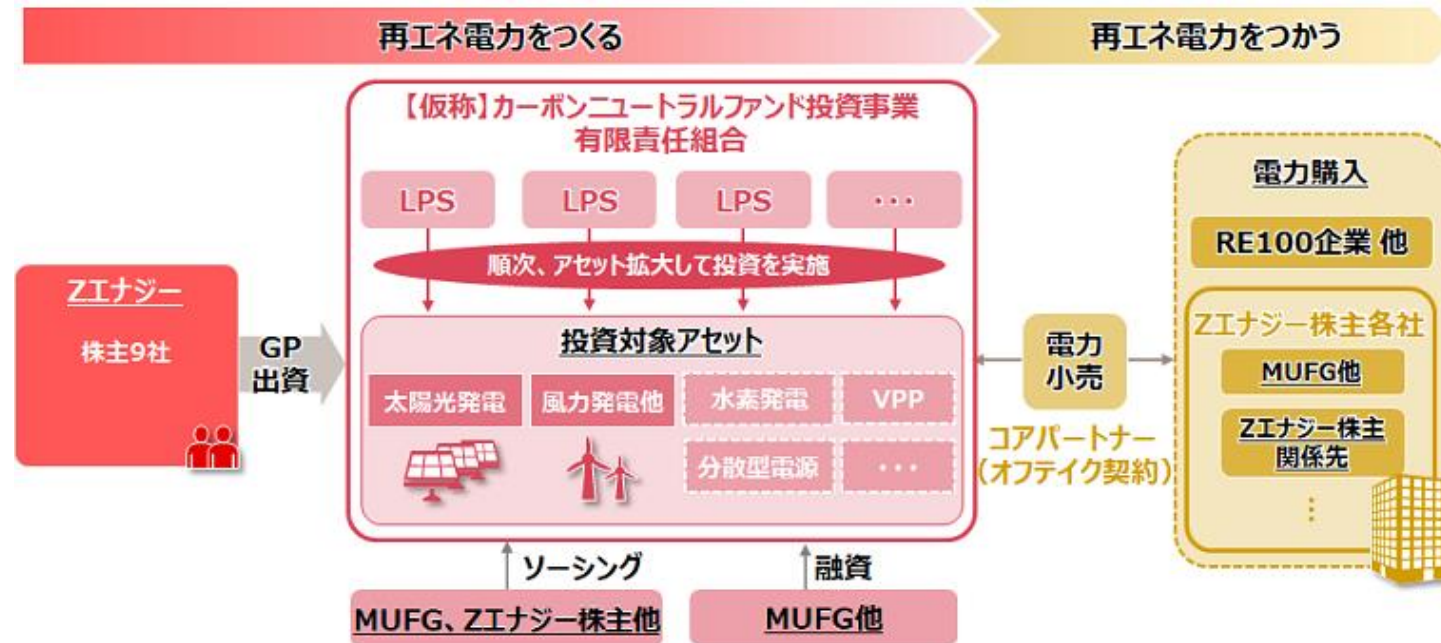 再エネ電力をつくる
再エネ電力をつかう
【仮称】カーボンニュートラルファンド投資事業
有限責任組合
LPS
LPS
LPS
・・・
順次、アセット拡大して投資を実施
Zエナジー
株主9社
GP
出資
投資対象アセット
太陽光発電
風力発電他
水素発電
VPP
分散型電源
・・・
ソーシング
融資
MUFG、Zエナジー株主他
MUFG他
電力
小売
コアパートナー
（オフテイク契約）
電力購入
RE100企業 他
Zエナジー株主各社
MUFG他
Zエナジー株主
関係先
⋮